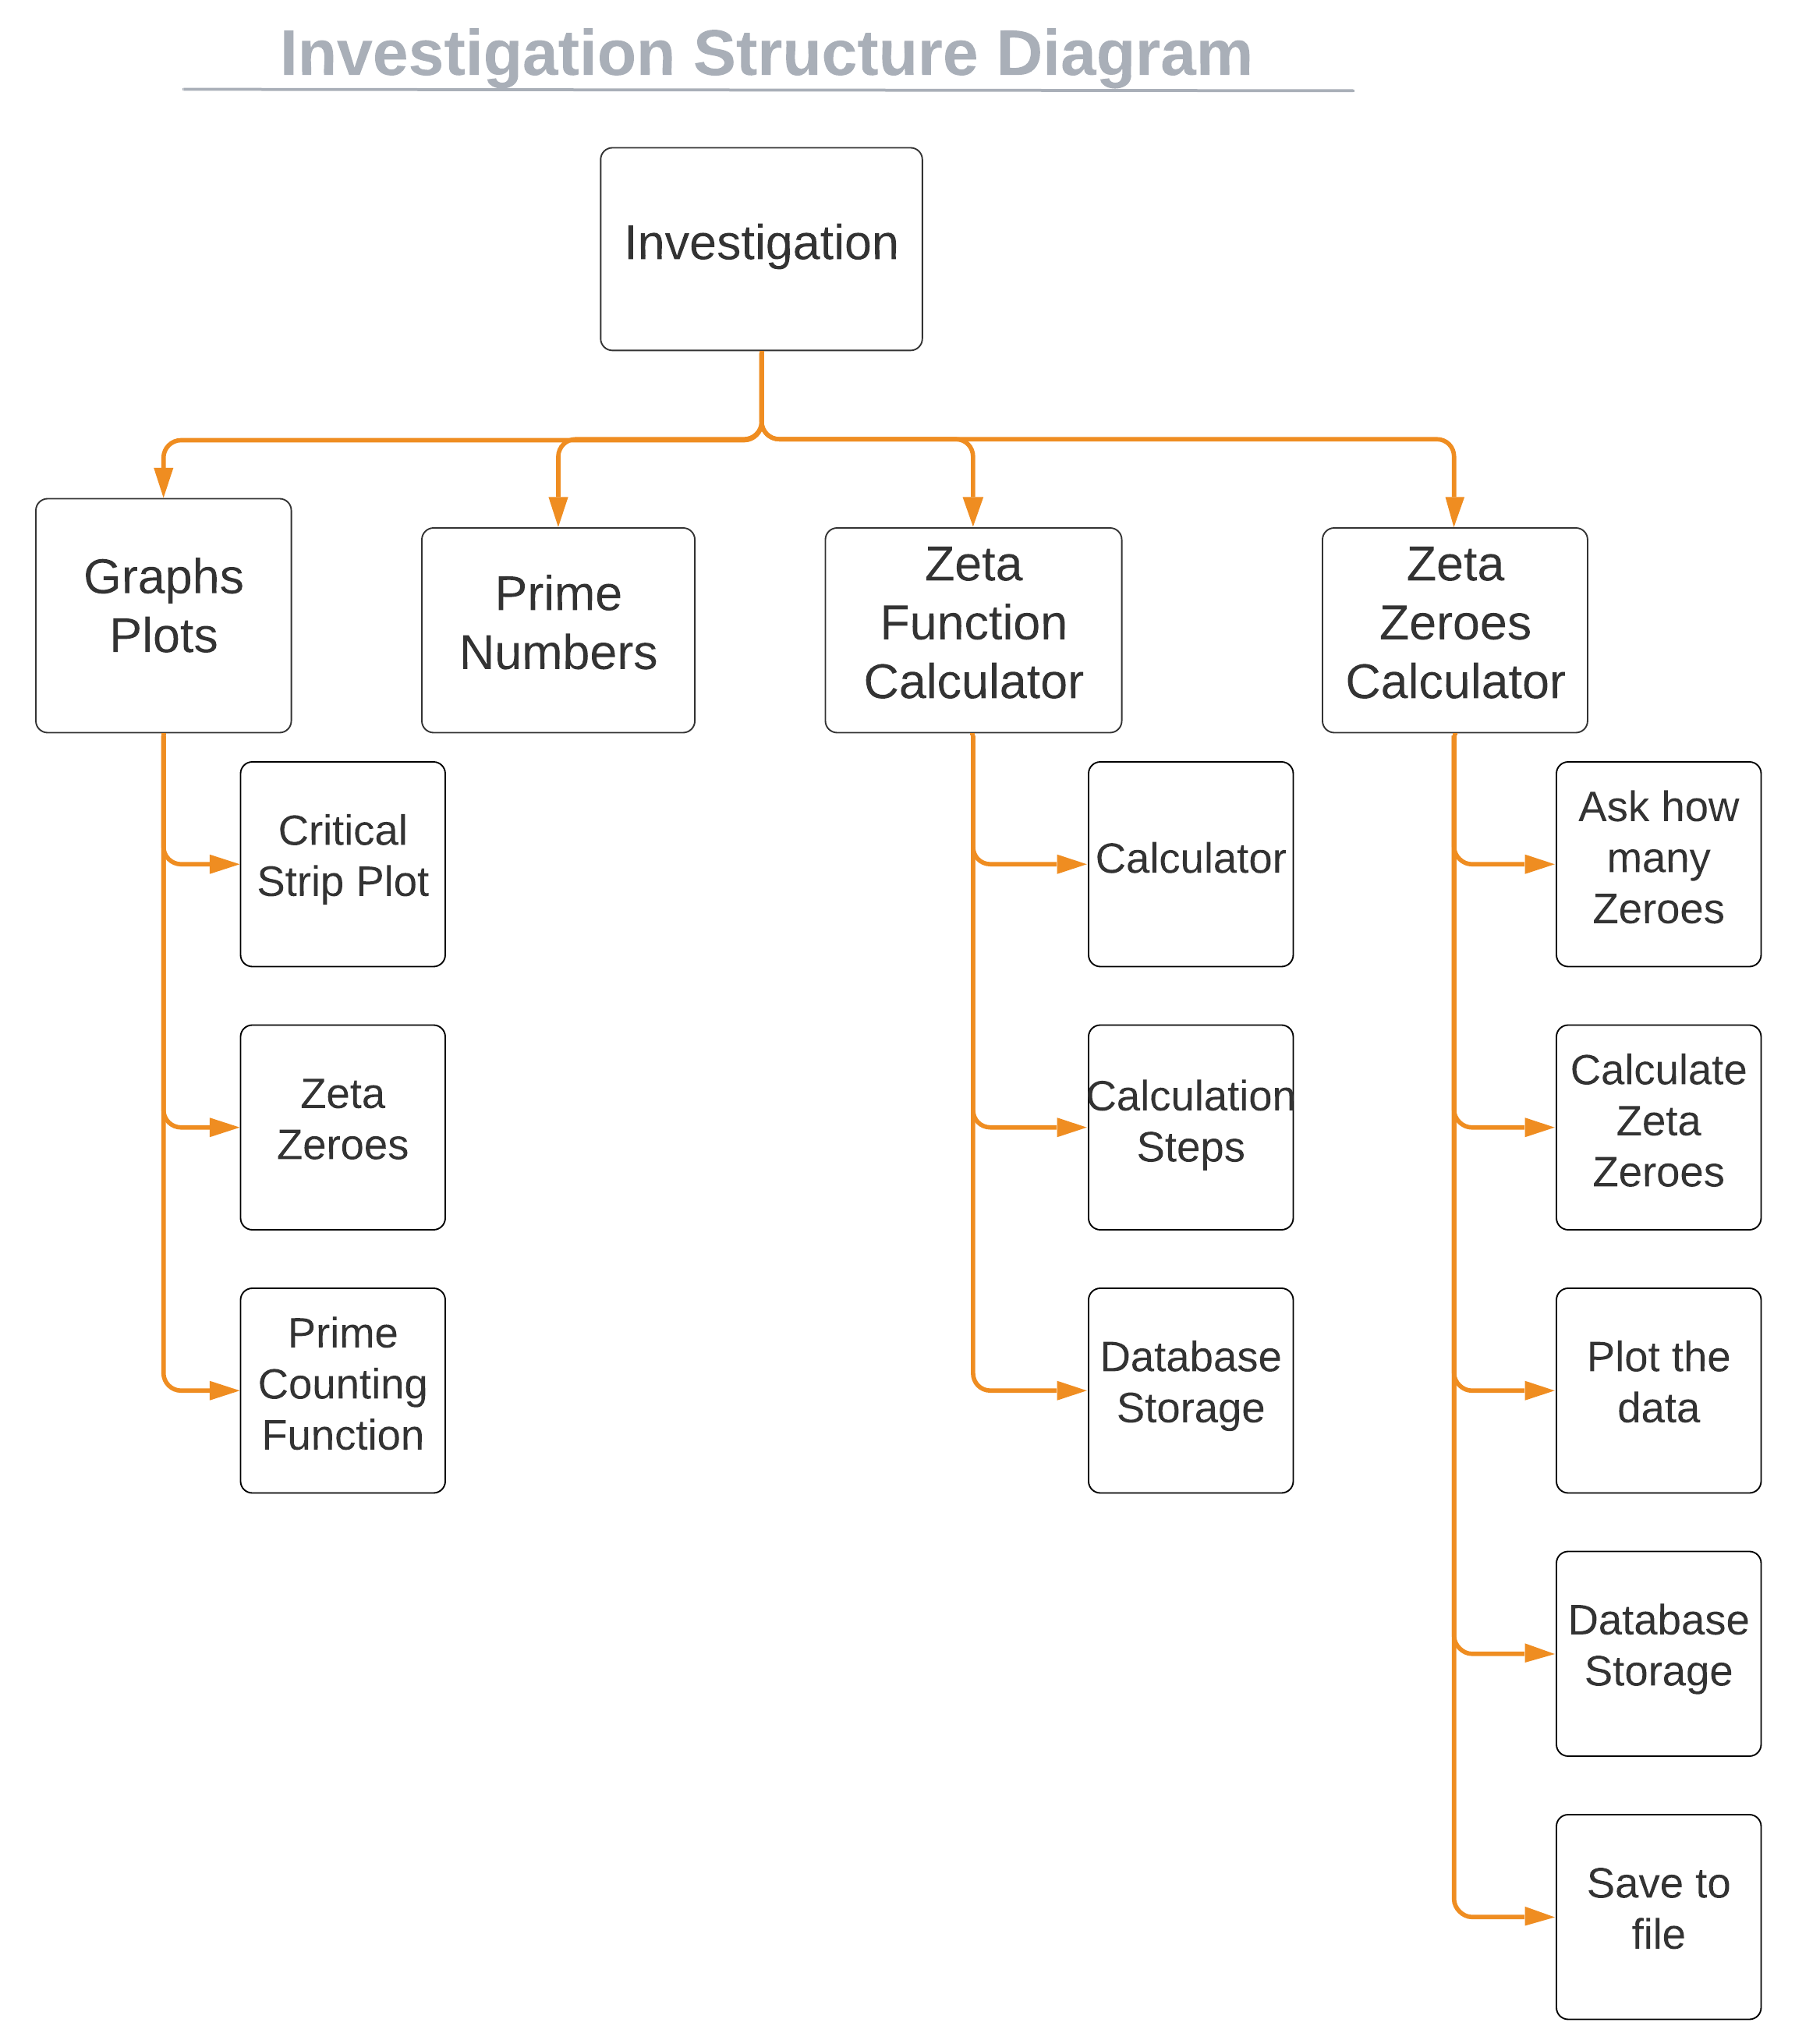 Investigation Structure Diagram
Investigation
Graphs
Plots
Prime
Numbers
Zeta
Function
Calculator
Zeta
Zeroes
Calculator
Critical
Strip Plot
Zeta
Zeroes
Prime
Counting
Function
Calculator
Calculation
Steps
Database
Storage
Ask how
many
Zeroes
Calculate
Zeta
Zeroes
Plot the
data
Database
Storage
Save to
file